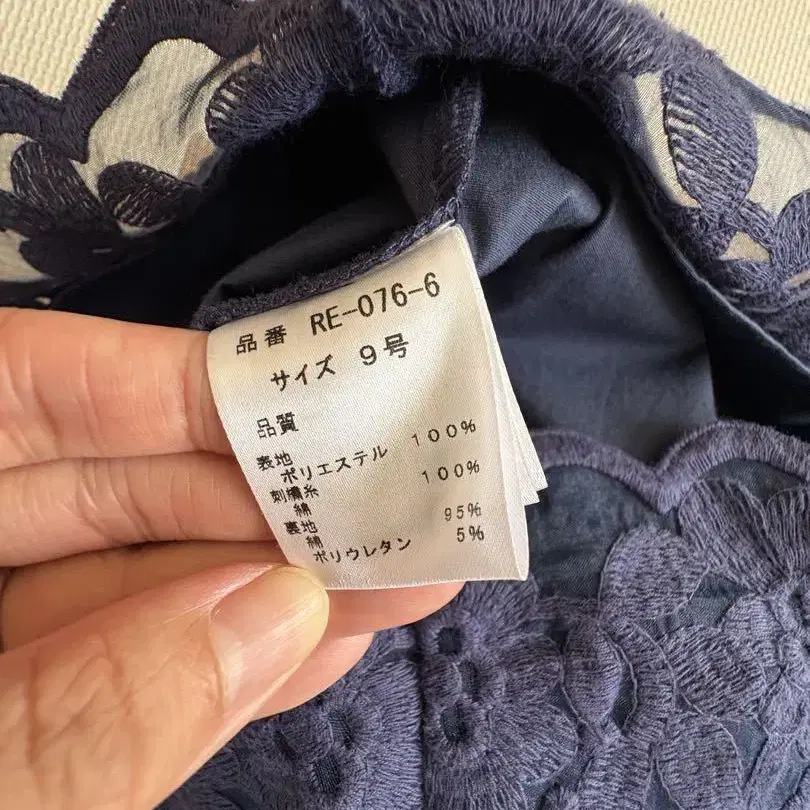 品番 RE-076-6
サイズ 9号
品質
表地
ポリエステル 100%
刺繍糸
綿 100%
裏地
綿 95%
ポリウレタン 5%